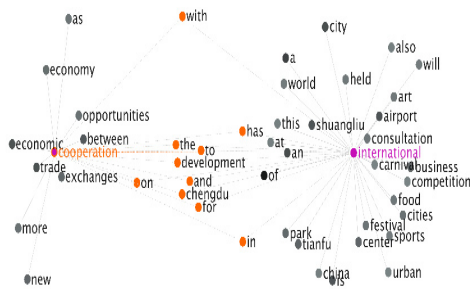 as
with
city
also
a
will
economy
world
held
art
opportunities
airport
this
shuangliu
has
between
consultation
economic
the
at
cooperation
to
an
international
development
carnival
business
trade
exchanges
of
on
and
competition
chengdu
food
for
cities
more
park
festival
in
tianfu
center
sports
new
china
is
urban